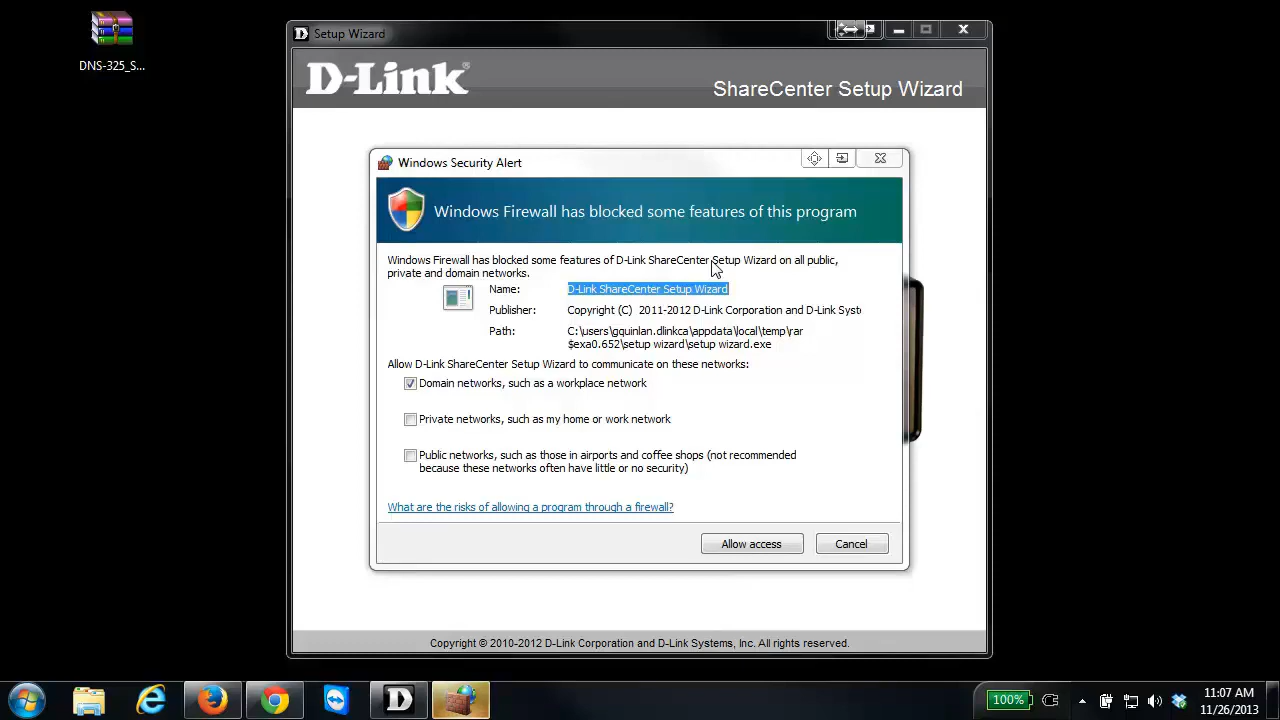 DNS-325_S...
Setup Wizard
D-Link®
ShareCenter Setup Wizard
Windows Security Alert
Windows Firewall has blocked some features of this program
Windows Firewall has blocked some features of D-Link ShareCenter Setup Wizard on all public,
private and domain networks.
Name: D-Link ShareCenter Setup Wizard
Publisher: Copyright (C) 2011-2012 D-Link Corporation and D-Link Syst
Path: C:\users\gquinlan.dlinkca\appdata\local\temp\rar
$exa0.652\setup wizard\setup wizard.exe
Allow D-Link ShareCenter Setup Wizard to communicate on these networks:
Domain networks, such as a workplace network
Private networks, such as my home or work network
Public networks, such as those in airports and coffee shops (not recommended
because these networks often have little or no security)
What are the risks of allowing a program through a firewall?
Allow access
Cancel
Copyright © 2010-2012 D-Link Corporation and D-Link Systems, Inc. All rights reserved.
D
100%
11:07 AM
11/26/2013